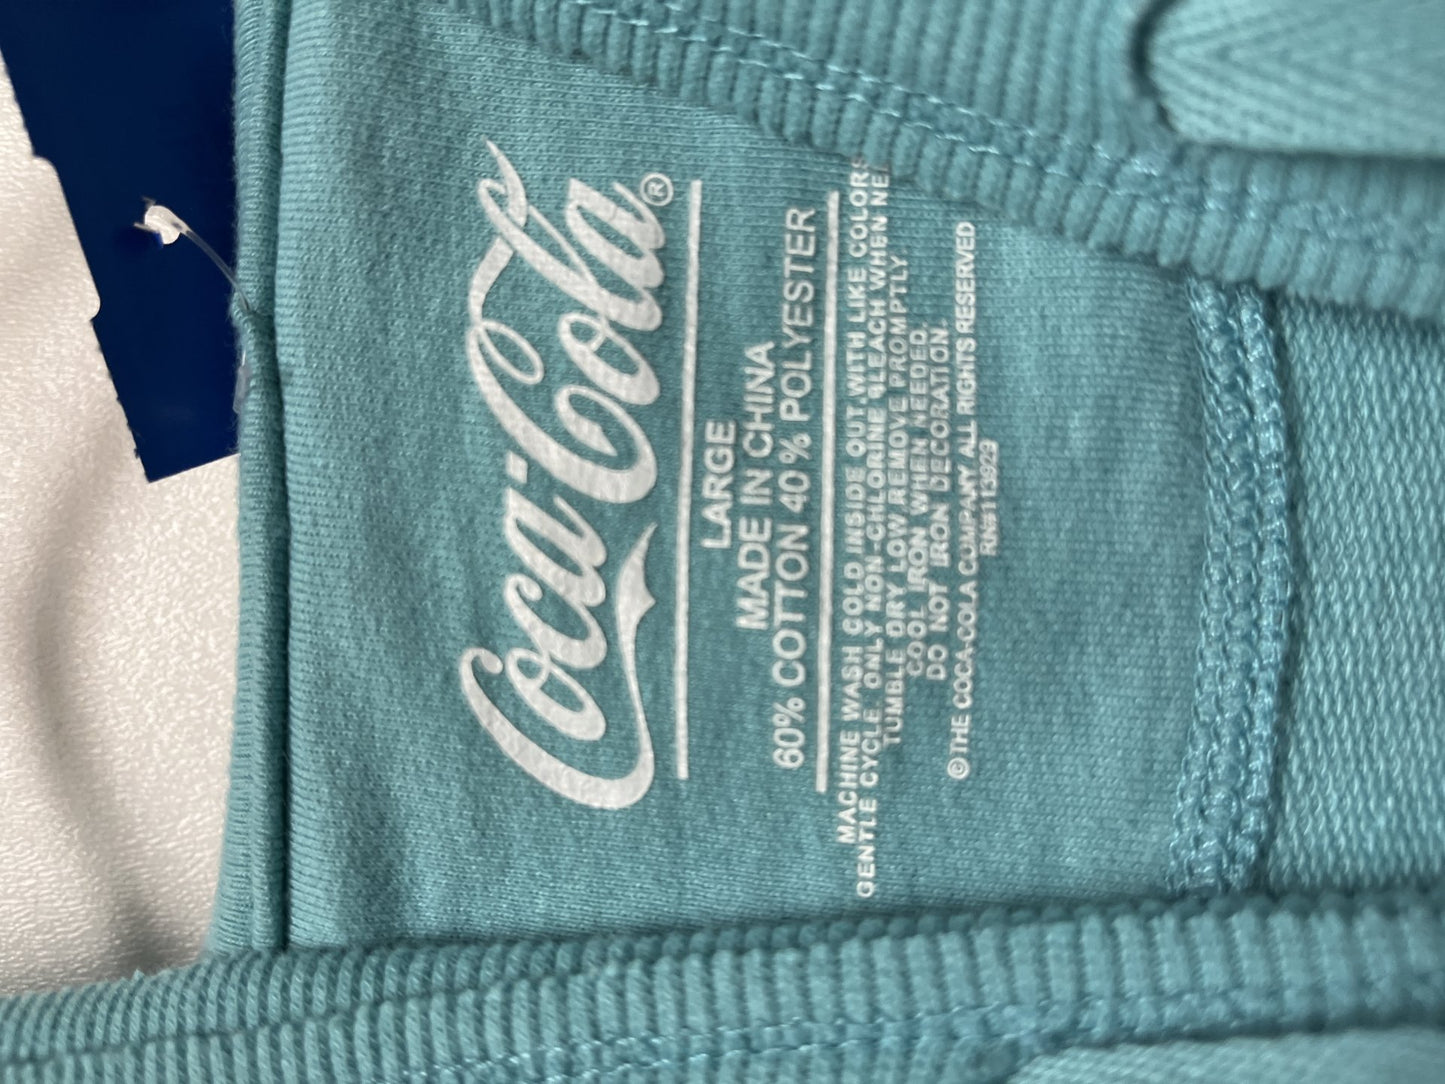 Coca-Cola®
LARGE
MADE IN CHINA
60% COTTON 40% POLYESTER
MACHINE WASH COLD INSIDE OUT WITH LIKE COLORS
GENTLE CYCLE ONLY NON-CHLORINE BLEACH WHEN NEE
TUMBLE DRY LOW REMOVE PROMPTLY
COOL IRON WHEN NEEDED.
DO NOT IRON DECORATION.
© THE COCA-COLA COMPANY ALL RIGHTS RESERVED
RN#113923